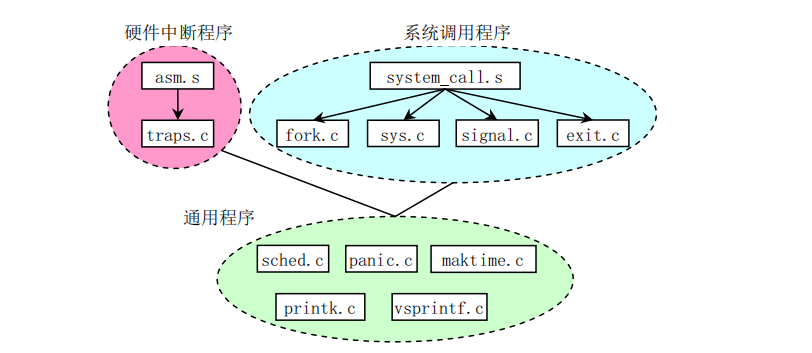 硬件中断程序 系统调用程序
asm.s system_call.s
traps.c fork.c sys.c signal.c exit.c
通用程序
sched.c panic.c maktime.c
printk.c vsprintf.c